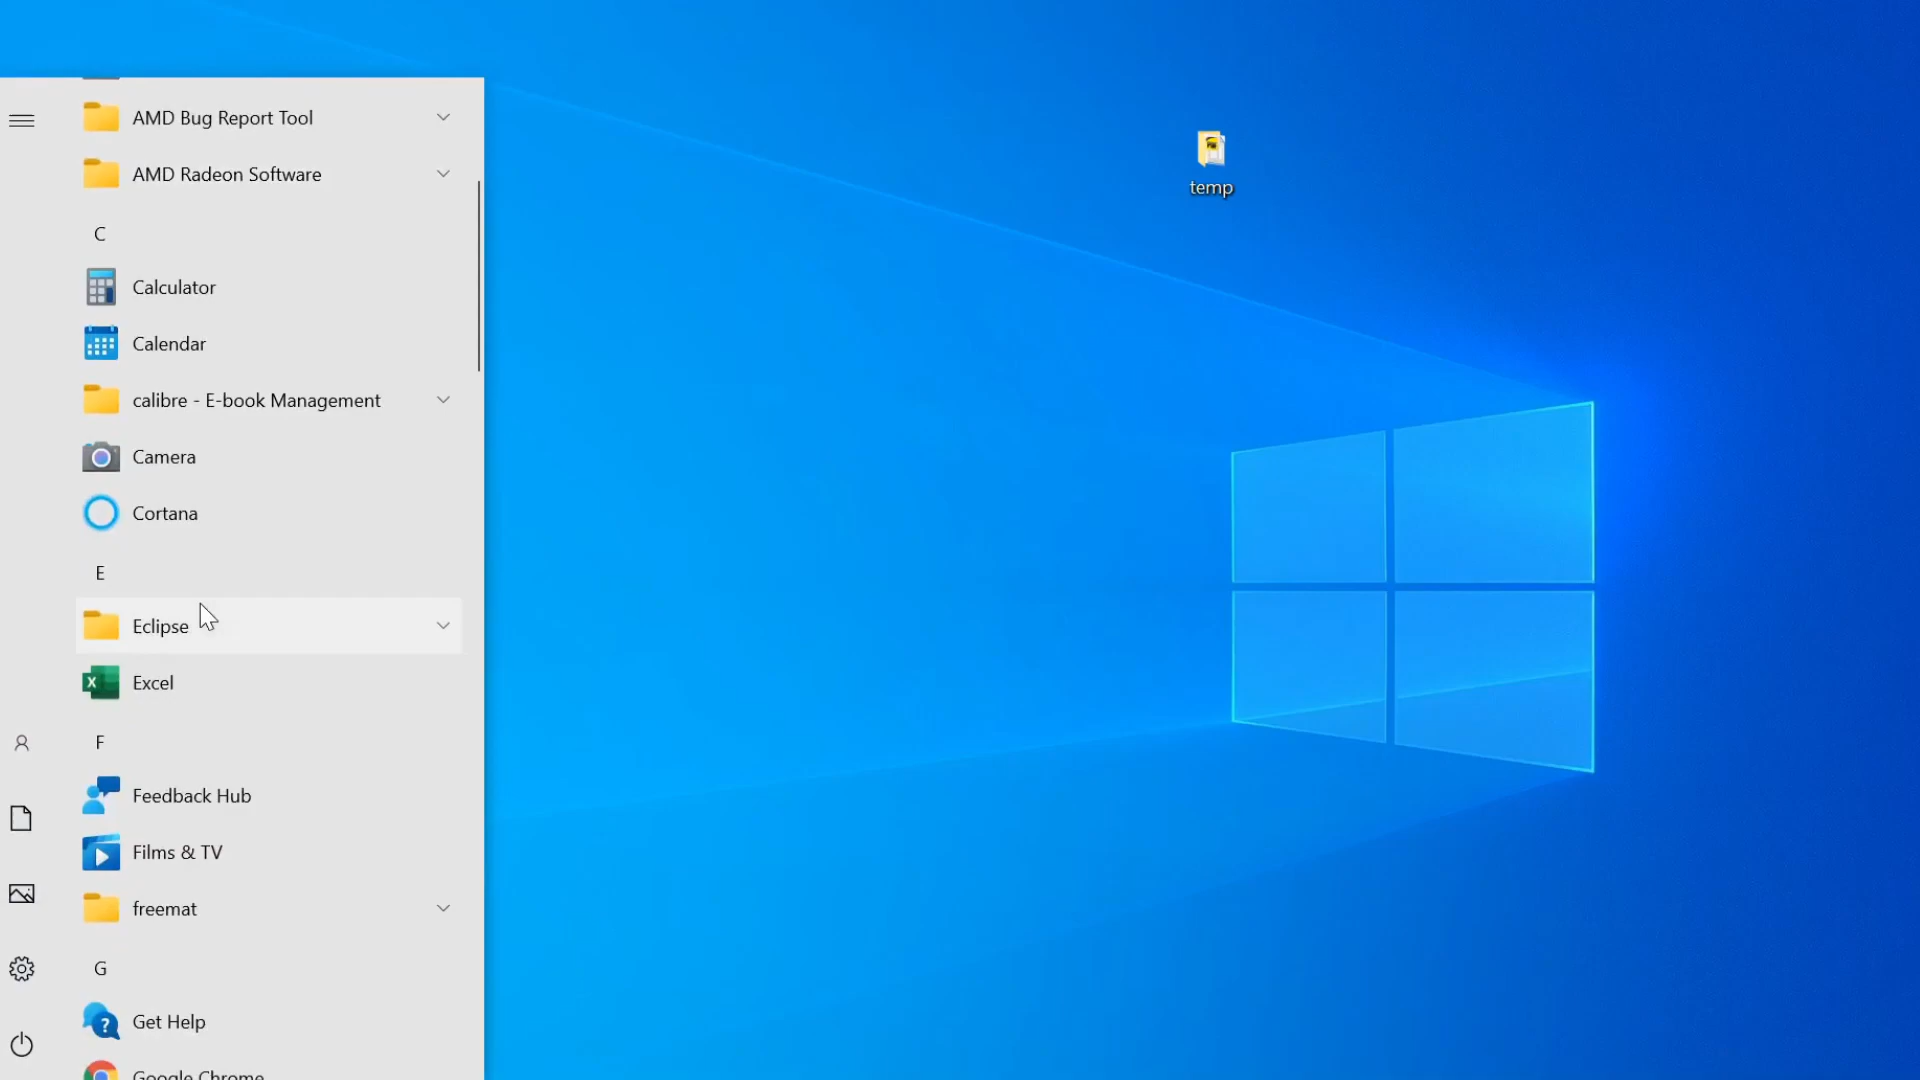 AMD Bug Report Tool
AMD Radeon Software
C
Calculator
Calendar
calibre - E-book Management
Camera
Cortana
E
Eclipse
Excel
F
Feedback Hub
Films & TV
freemat
G
Get Help
Google Chrome
temp